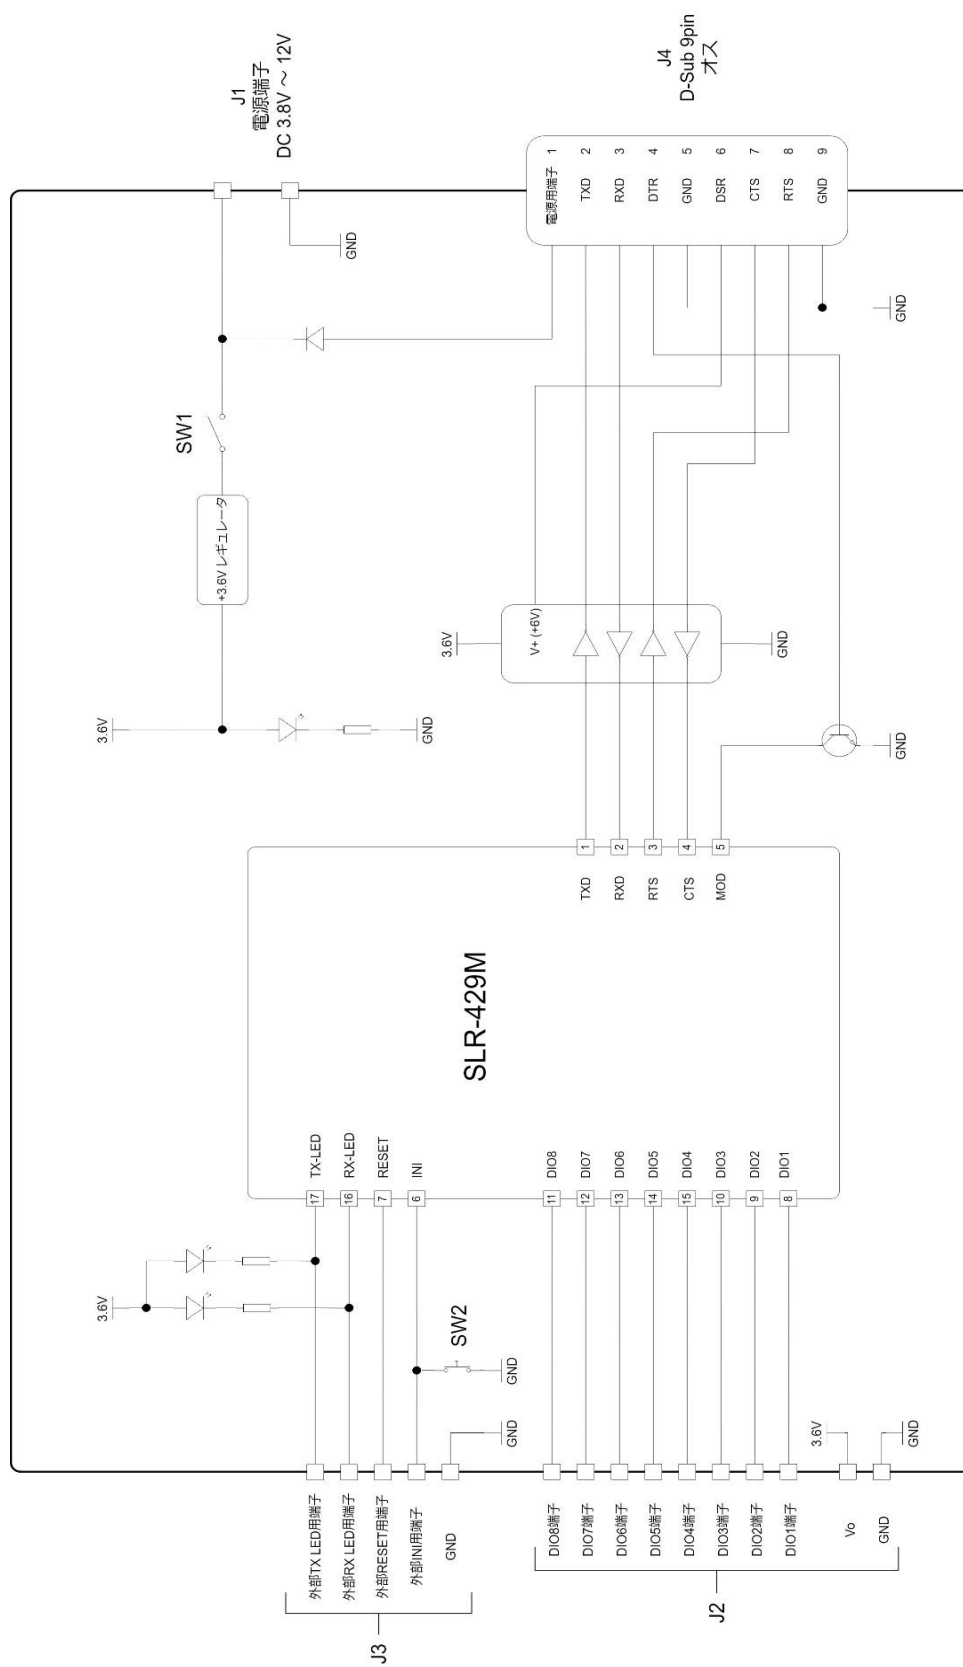 J1
電源端子
DC 3.8V ～ 12V
GND
SW1
+3.6V レギュレータ
3.6V
GND
J4
D-Sub 9pin
オス
電源用端子 1
TXD 2
RXD 3
DTR 4
GND 5
DSR 6
CTS 7
RTS 8
GND 9
GND
3.6V
V+ (+6V)
GND
GND
SLR-429M
TXD 1
RXD 2
RTS 3
CTS 4
MOD 5
17 TX-LED
16 RX-LED
7 RESET
6 INI
11 DIO8
12 DIO7
13 DIO6
14 DIO5
15 DIO4
10 DIO3
9 DIO2
8 DIO1
3.6V
SW2
GND
GND
3.6V
GND
外部TX LED用端子
外部RX LED用端子
外部RESET用端子
外部INI用端子
GND
J3
DIO8端子
DIO7端子
DIO6端子
DIO5端子
DIO4端子
DIO3端子
DIO2端子
DIO1端子
Vo
GND
J2